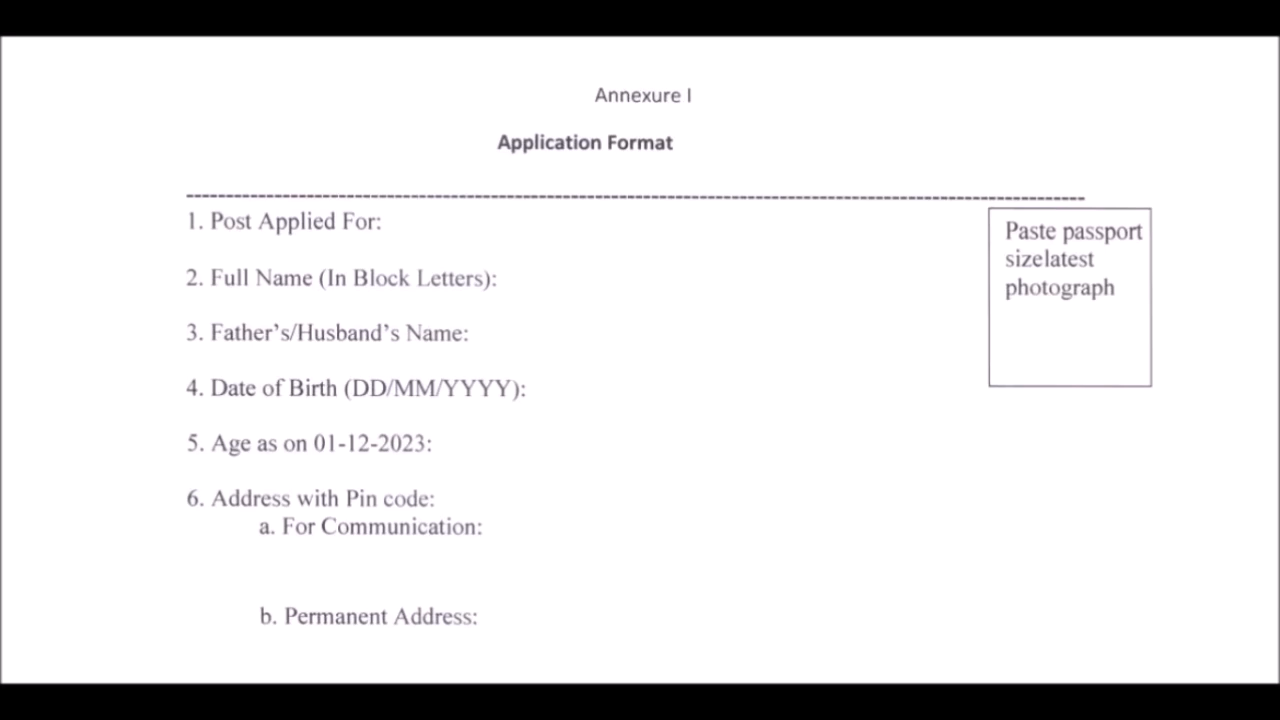 Annexure I
Application Format
--------------------------------------------------------------------------------------------------------------------
1. Post Applied For:
Paste passport
sizelatest
photograph
2. Full Name (In Block Letters):
3. Father's/Husband's Name:
4. Date of Birth (DD/MM/YYYY):
5. Age as on 01-12-2023:
6. Address with Pin code:
a. For Communication:
b. Permanent Address: